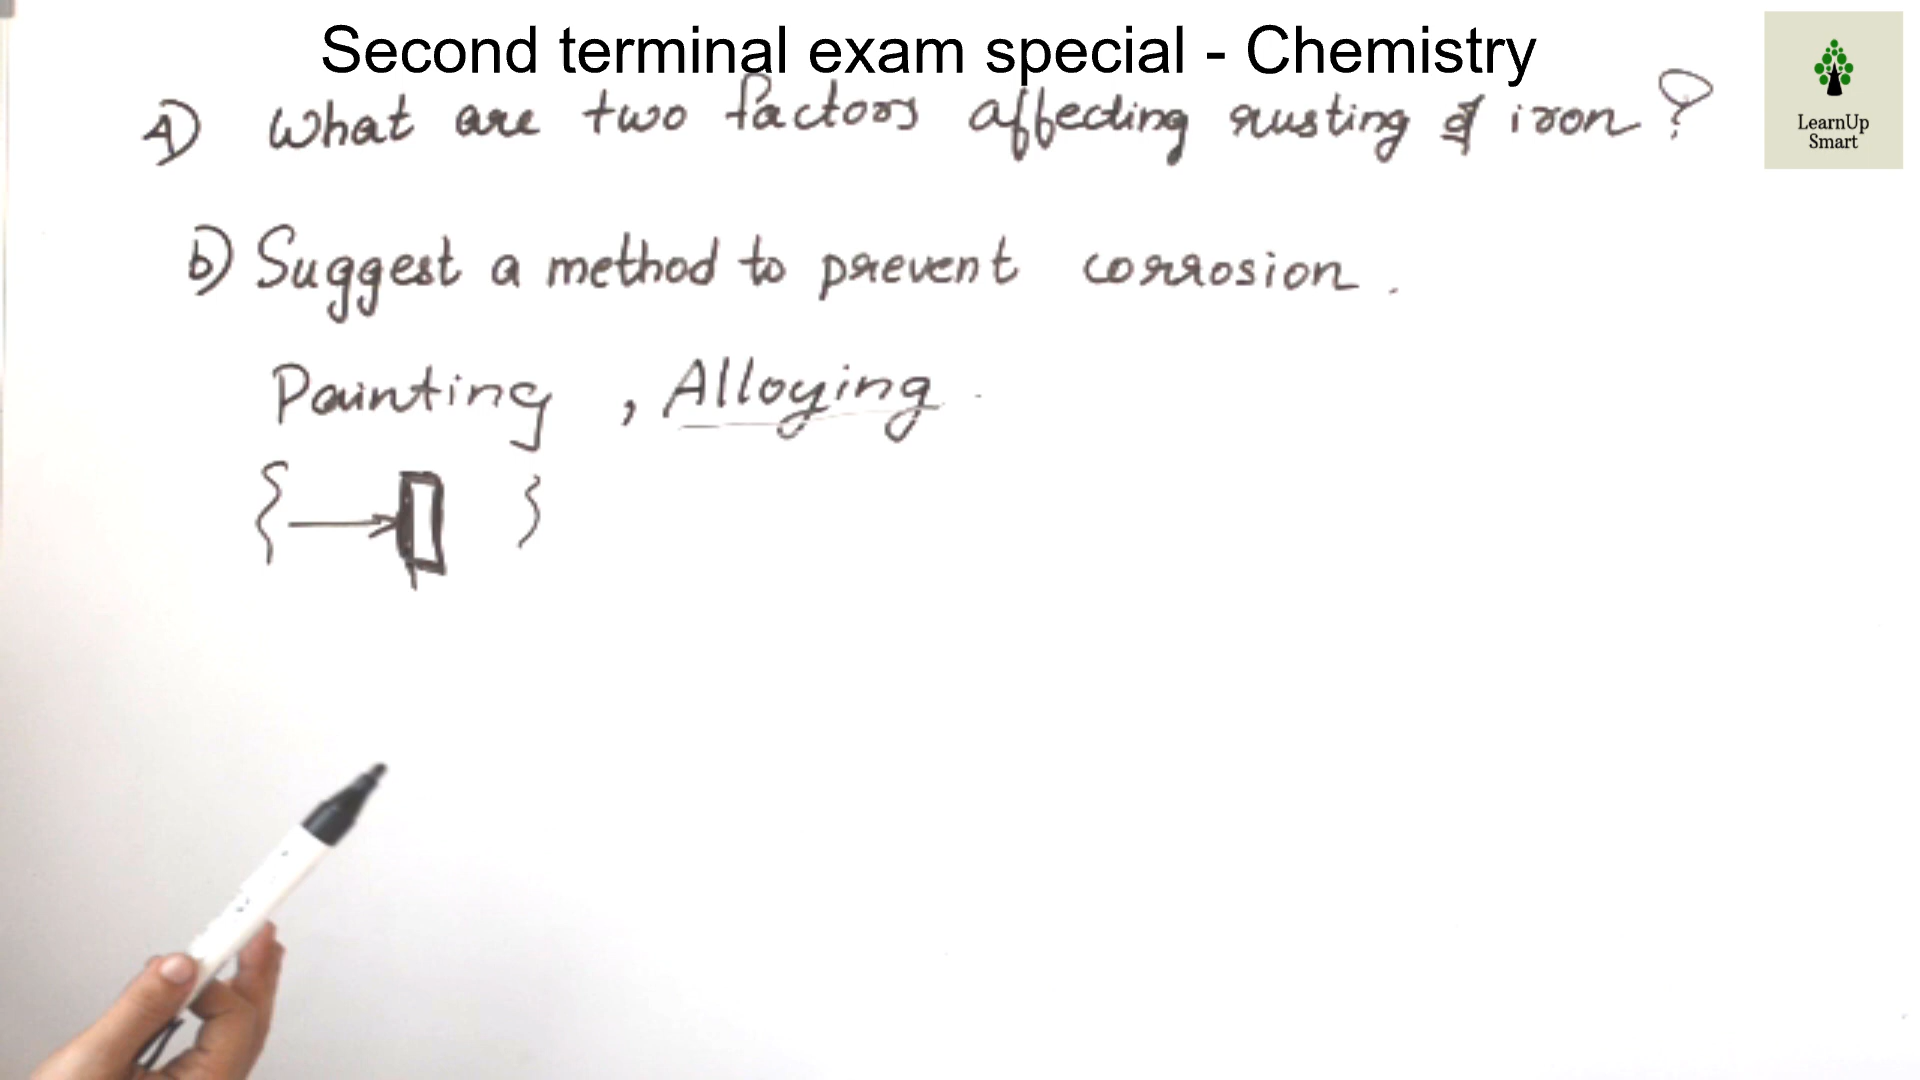 Second terminal exam special - Chemistry
A) What are two factors affecting rusting of iron?
LearnUp
Smart
b) Suggest a method to prevent corrosion.
Painting, Alloying.